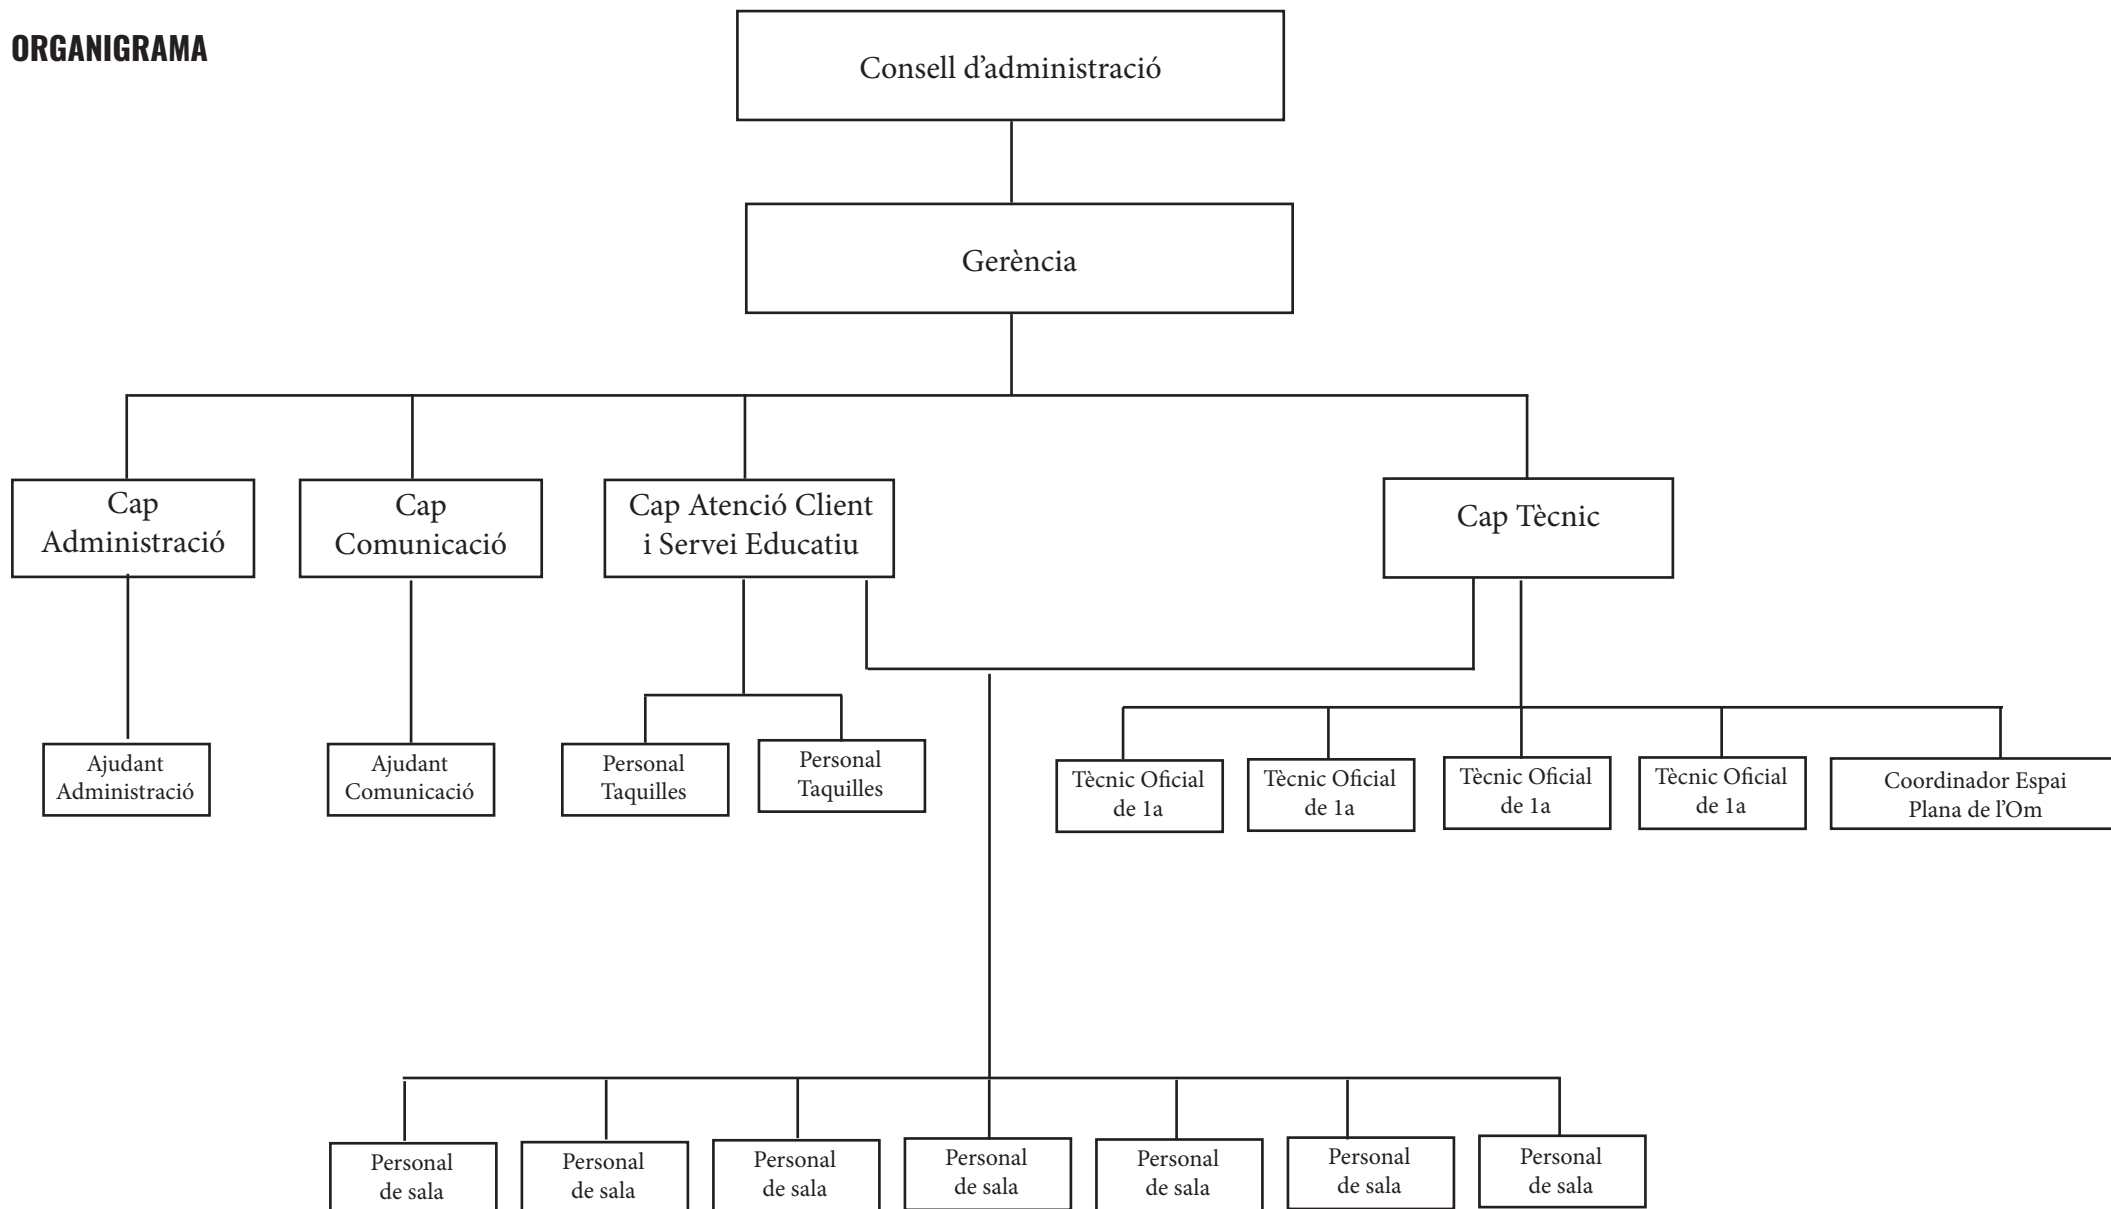 ORGANIGRAMA
Consell d'administració
Gerència
Cap
Administració
Cap
Comunicació
Cap Atenció Client
i Servei Educatiu
Cap Tècnic
Ajudant
Administració
Ajudant
Comunicació
Personal
Taquilles
Personal
Taquilles
Tècnic Oficial
de 1a
Tècnic Oficial
de 1a
Tècnic Oficial
de 1a
Tècnic Oficial
de 1a
Coordinador Espai
Plana de l'Om
Personal
de sala
Personal
de sala
Personal
de sala
Personal
de sala
Personal
de sala
Personal
de sala
Personal
de sala